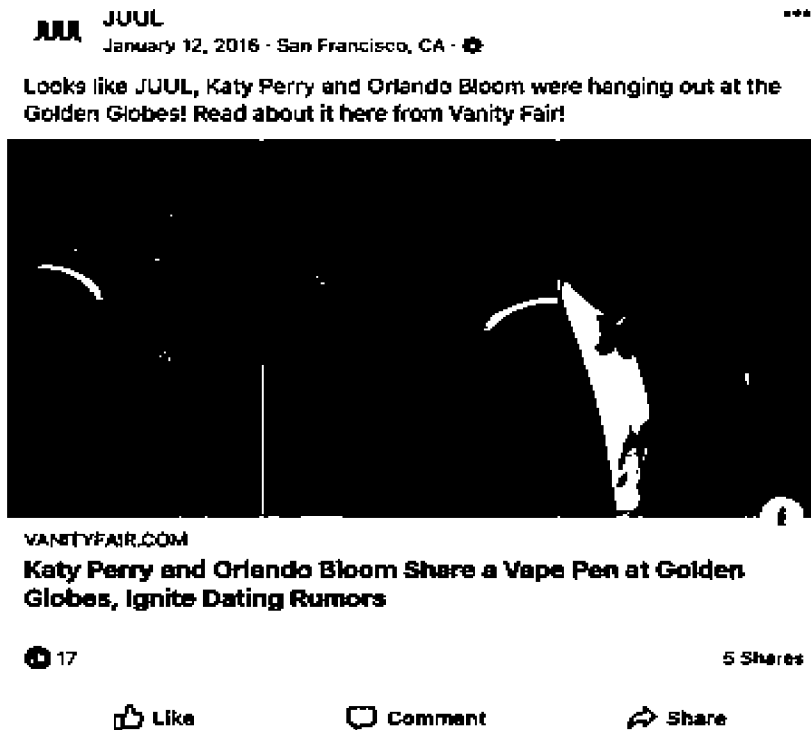 JUUL
January 12, 2016 · San Francisco, CA ·
Looks like JUUL, Katy Perry and Orlando Bloom were hanging out at the
Golden Globes! Read about it here from Vanity Fair!
VANITYFAIR.COM
Katy Perry and Orlando Bloom Share a Vape Pen at Golden
Globes, Ignite Dating Rumors
17
5 Shares
Like
Comment
Share